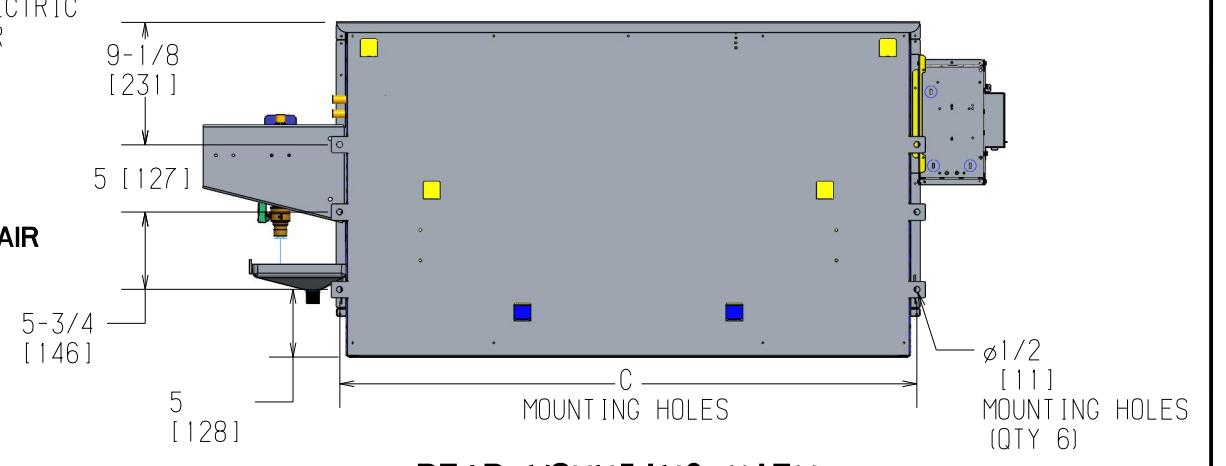 CTRIC
R
9-1/8
[231]
5 [127]
AIR
5-3/4
[146]
5
[128]
C
MOUNTING HOLES
ø1/2
[11]
MOUNTING HOLES
(QTY 6)